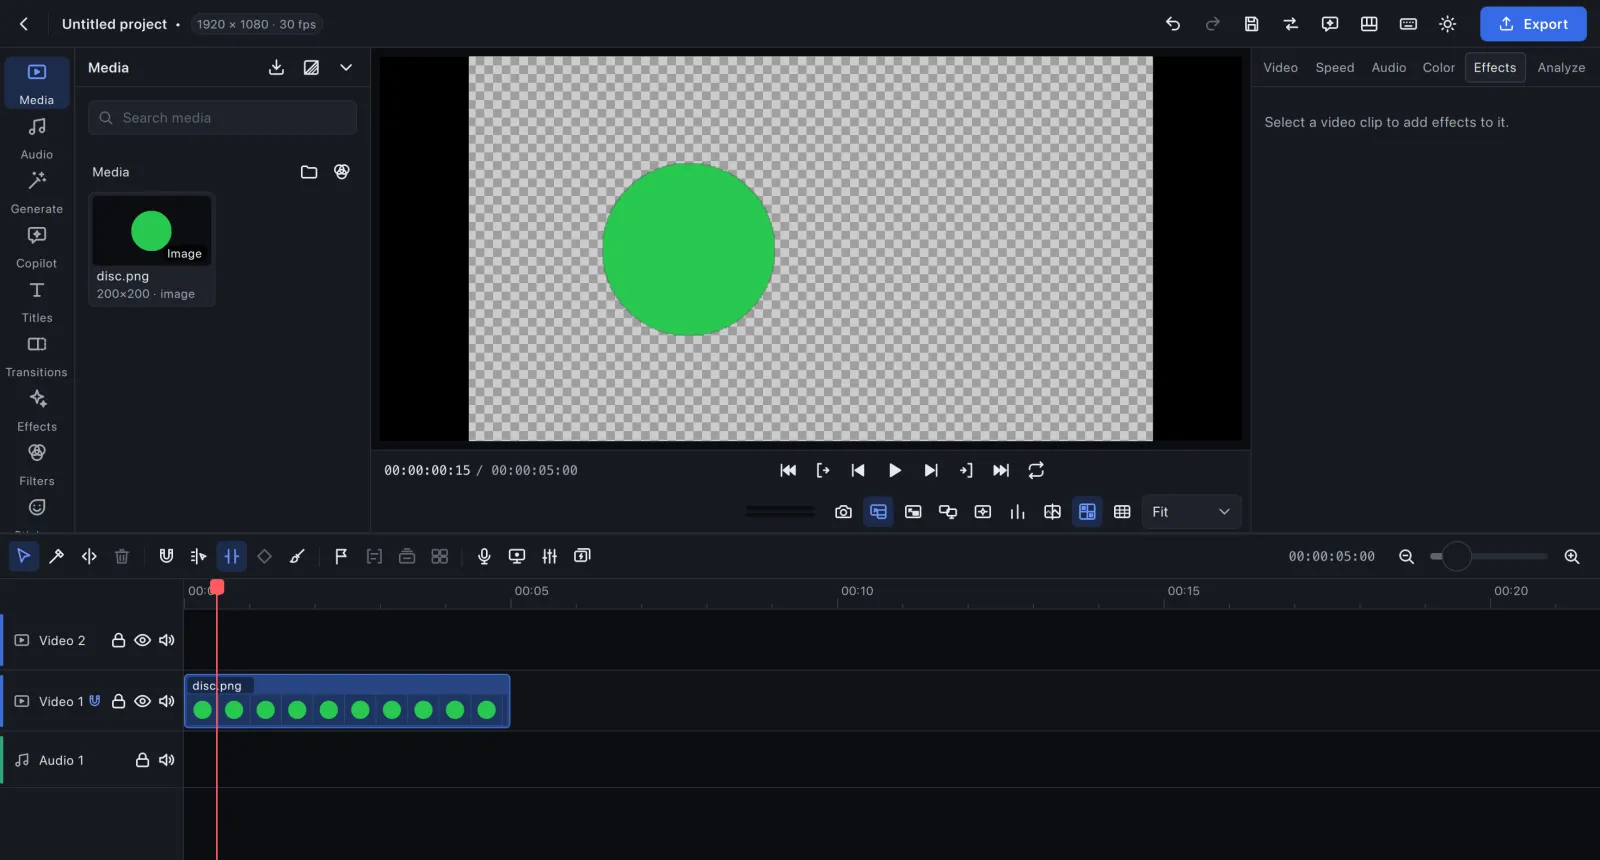 Untitled project •
1920 × 1080 · 30 fps
Export
Media
Audio
Generate
Copilot
Titles
Transitions
Effects
Filters
Media
Search media
Media
Image
disc.png
200×200 · image
00:00:00:15 / 00:00:05:00
Fit
Video
Speed
Audio
Color
Effects
Analyze
Select a video clip to add effects to it.
00:00:05:00
00:05
00:10
00:15
00:20
Video 2
Video 1
disc.png
Audio 1